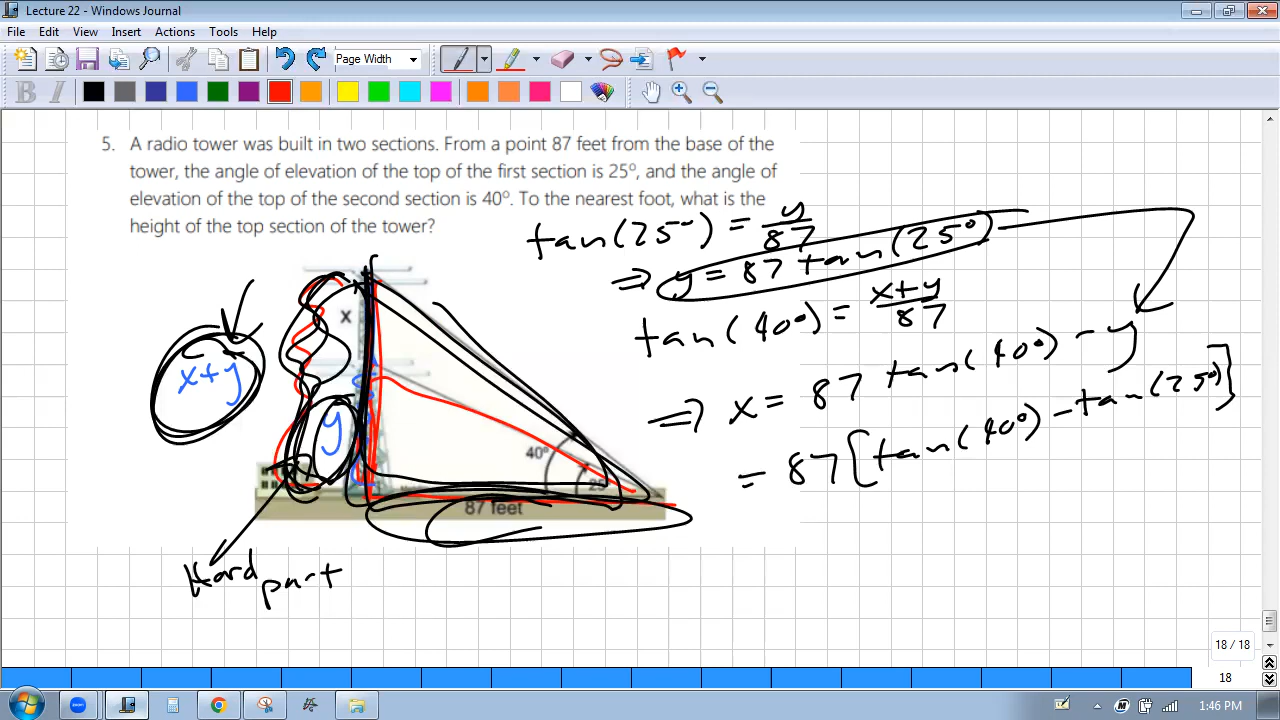 Lecture 22 - Windows Journal
File Edit View Insert Actions Tools Help
Page Width
B I
5. A radio tower was built in two sections. From a point 87 feet from the base of the
tower, the angle of elevation of the top of the first section is 25º, and the angle of
elevation of the top of the second section is 40º. To the nearest foot, what is the
height of the top section of the tower?
tan(25°) = y/87
⇒ y = 87 tan(25°)
tan(40°) = x+y/87
⇒ x = 87 tan(40°) - y
= 87[tan(40°) - tan(25°)]
x
x+y
y
40º
25
87 feet
Hard part
18 / 18
18
1:46 PM